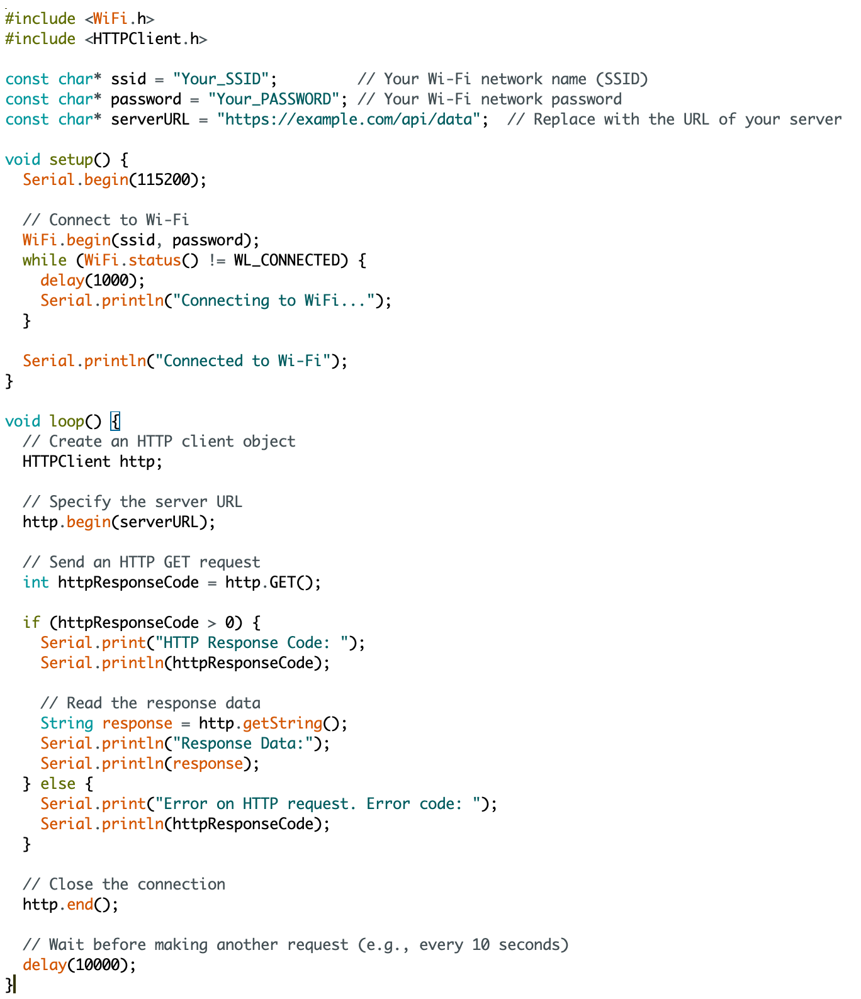 #include <WiFi.h>
#include <HTTPClient.h>

const char* ssid = "Your_SSID";         // Your Wi-Fi network name (SSID)
const char* password = "Your_PASSWORD"; // Your Wi-Fi network password
const char* serverURL = "https://example.com/api/data";  // Replace with the URL of your server

void setup() {
  Serial.begin(115200);

  // Connect to Wi-Fi
  WiFi.begin(ssid, password);
  while (WiFi.status() != WL_CONNECTED) {
    delay(1000);
    Serial.println("Connecting to WiFi...");
  }

  Serial.println("Connected to Wi-Fi");
}

void loop() {
  // Create an HTTP client object
  HTTPClient http;

  // Specify the server URL
  http.begin(serverURL);

  // Send an HTTP GET request
  int httpResponseCode = http.GET();

  if (httpResponseCode > 0) {
    Serial.print("HTTP Response Code: ");
    Serial.println(httpResponseCode);

    // Read the response data
    String response = http.getString();
    Serial.println("Response Data:");
    Serial.println(response);
  } else {
    Serial.print("Error on HTTP request. Error code: ");
    Serial.println(httpResponseCode);
  }

  // Close the connection
  http.end();

  // Wait before making another request (e.g., every 10 seconds)
  delay(10000);
}